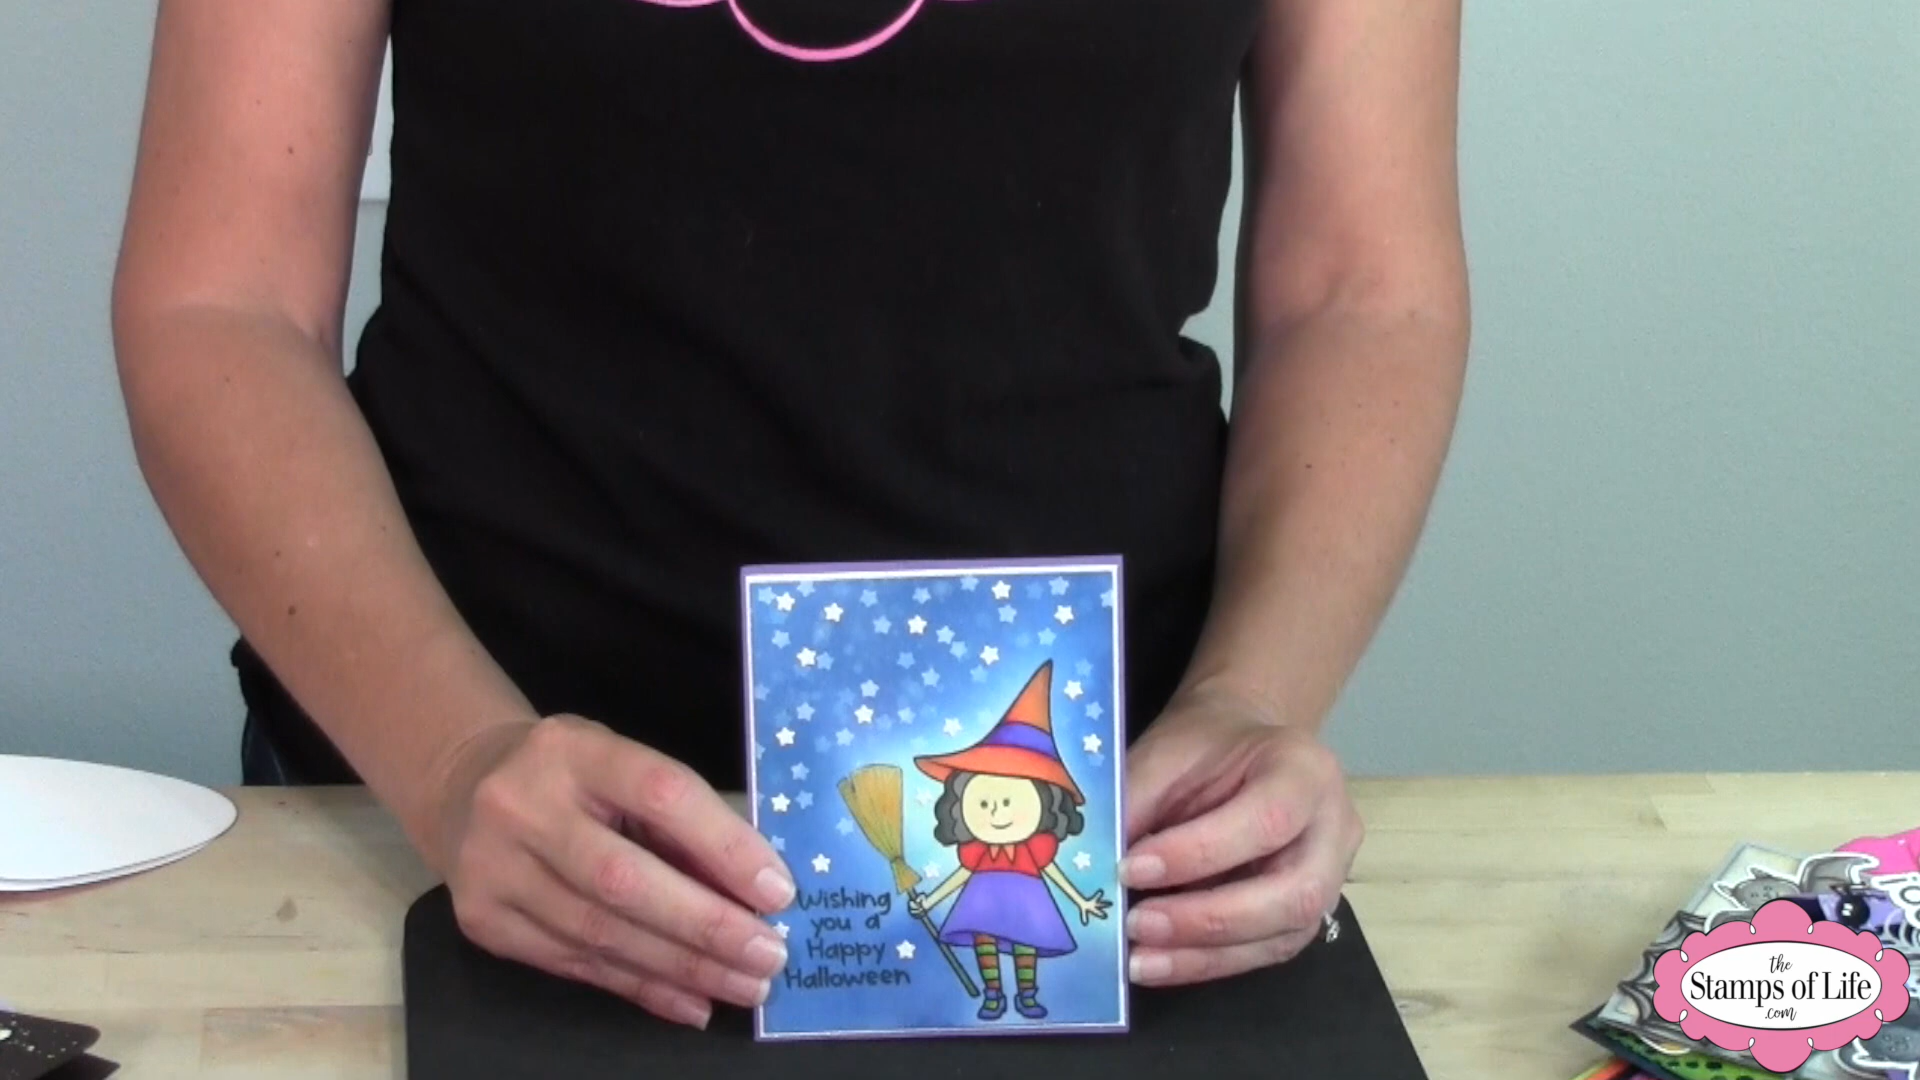 Wishing
you a
Happy
Halloween
the
Stamps of Life
.com